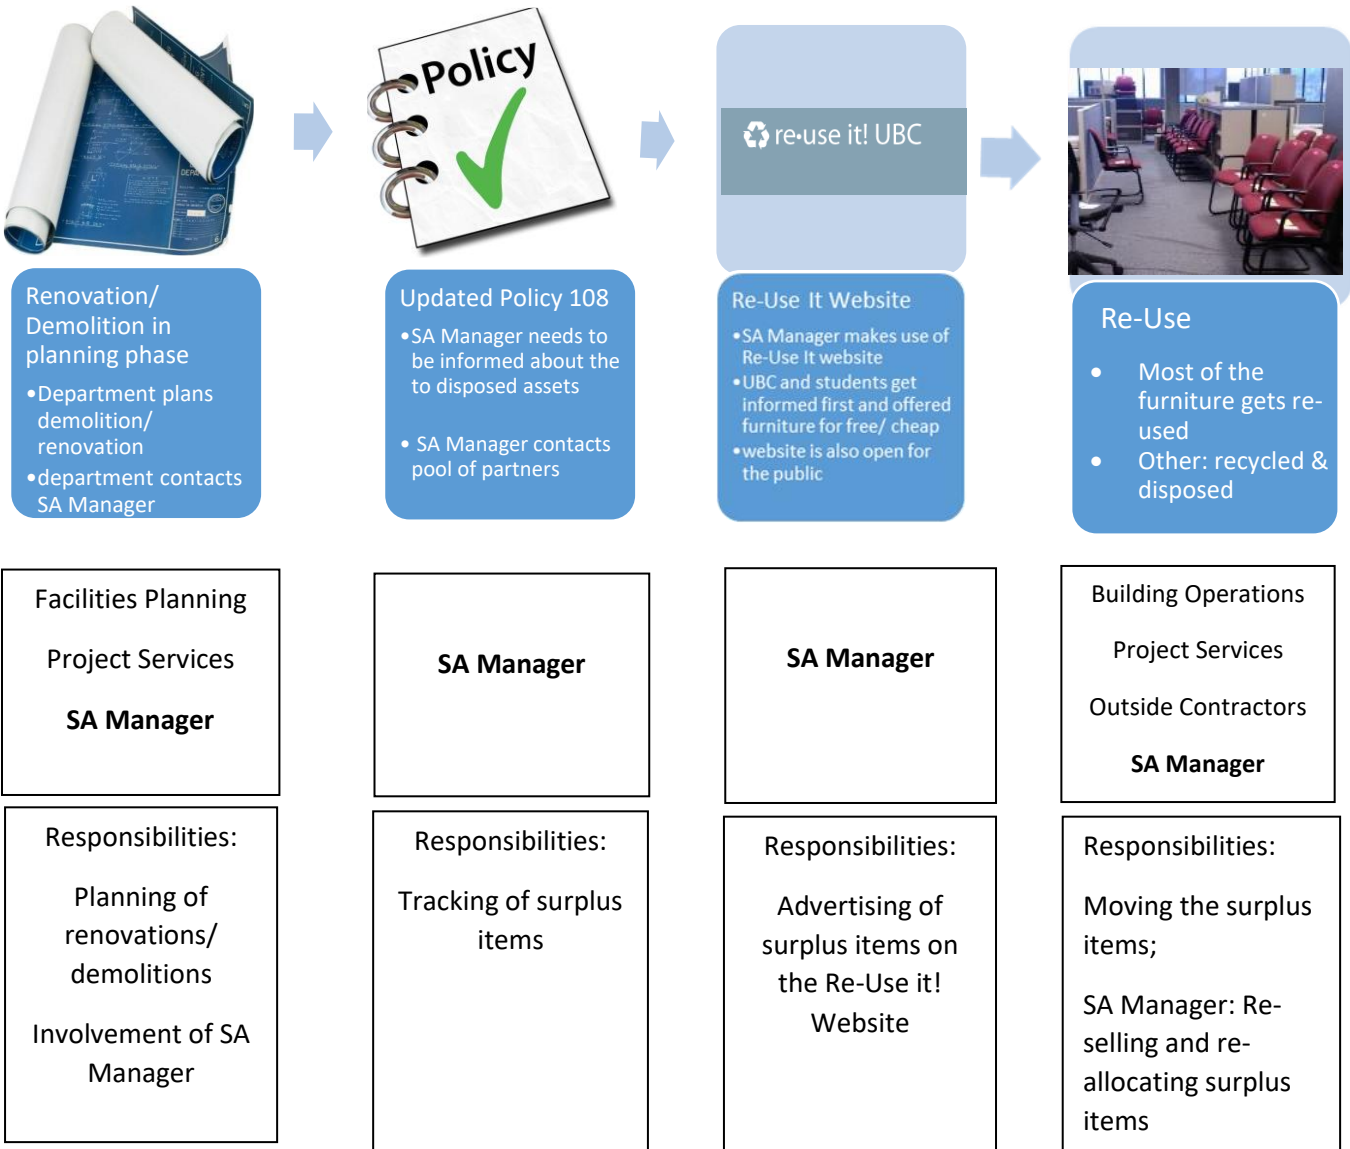 Policy
re•use it! UBC
Renovation/
Demolition in
planning phase
•Department plans
demolition/
renovation
•department contacts
SA Manager
Updated Policy 108
•SA Manager needs to
be informed about the
to disposed assets
• SA Manager contacts
pool of partners
Re-Use It Website
•SA Manager makes use of
Re-Use It website
•UBC and students get
informed first and offered
furniture for free/ cheap
•website is also open for
the public
Re-Use
• Most of the
furniture gets re-
used
• Other: recycled &
disposed
Facilities Planning
Project Services
SA Manager
SA Manager
SA Manager
Building Operations
Project Services
Outside Contractors
SA Manager
Responsibilities:
Planning of
renovations/
demolitions
Involvement of SA
Manager
Responsibilities:
Tracking of surplus
items
Responsibilities:
Advertising of
surplus items on
the Re-Use it!
Website
Responsibilities:
Moving the surplus
items;
SA Manager: Re-
selling and re-
allocating surplus
items